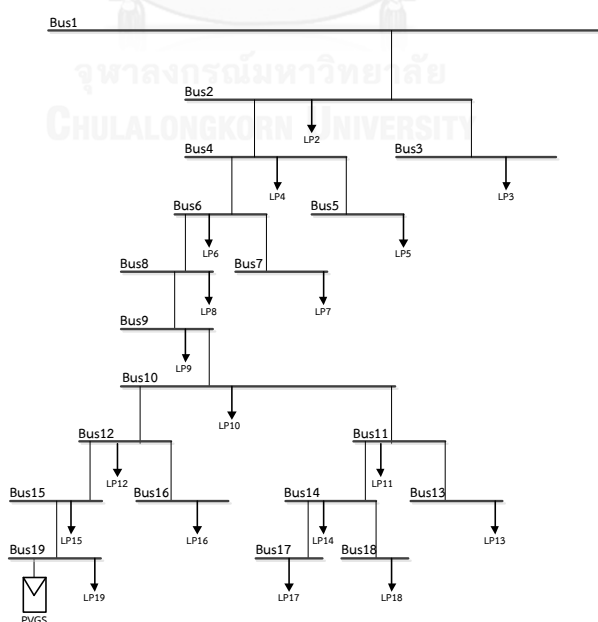 Bus1
จุฬาลงกรณ์มหาวิทยาลัย
Bus2
CHULALONGKORN UNIVERSITY
LP2
Bus4
Bus3
LP4
LP3
Bus6
Bus5
LP6
LP5
Bus8
Bus7
LP8
LP7
Bus9
LP9
Bus10
LP10
Bus12
Bus11
LP12
LP11
Bus15
Bus16
Bus14
Bus13
LP15
LP16
LP14
LP13
Bus19
Bus17
Bus18
LP19
LP17
LP18
PVGS